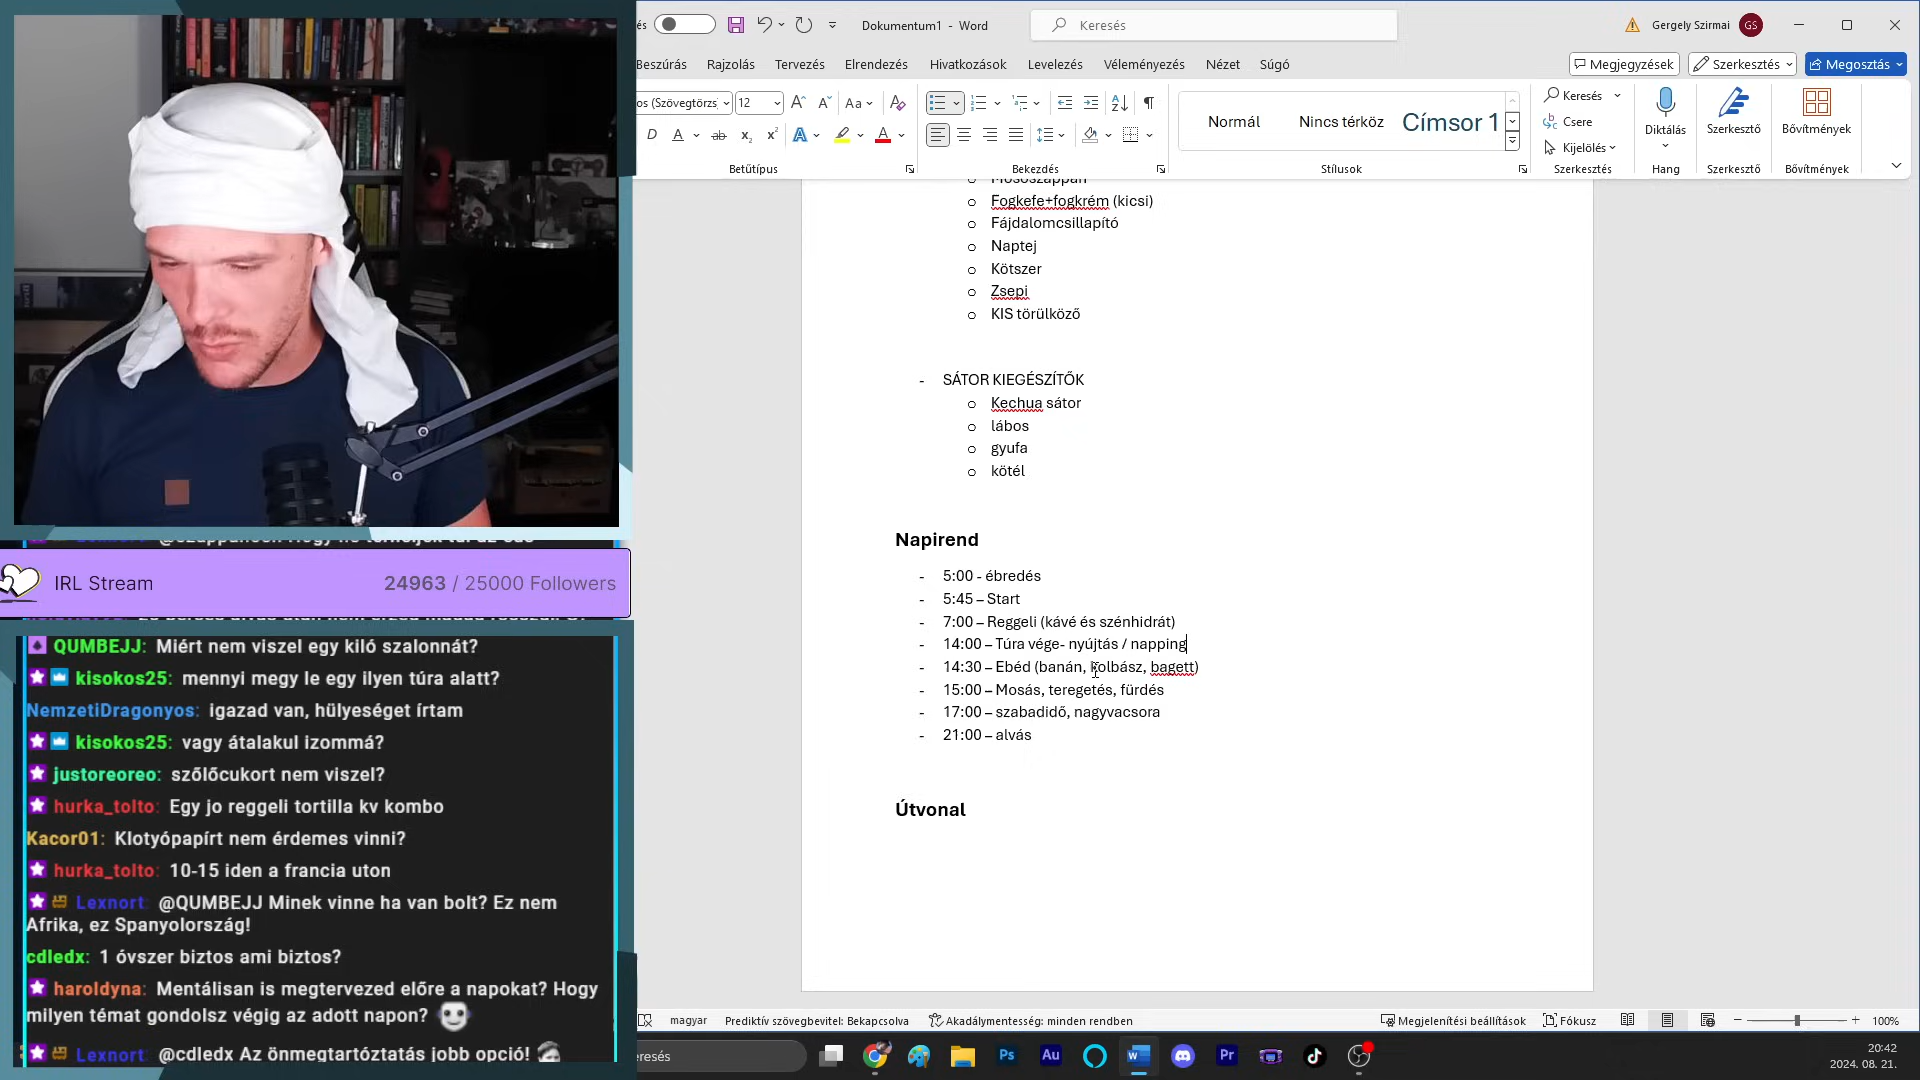 és
Dokumentum1 - Word
Keresés
Gergely Szirmai
GS
Beszúrás
Rajzolás
Tervezés
Elrendezés
Hivatkozások
Levelezés
Véleményezés
Nézet
Súgó
Megjegyzések
Szerkesztés
Megosztás
os (Szövegtörzs)
12
Aa
Normál
Nincs térköz
Címsor 1
Keresés
Csere
Kijelölés
Diktálás
Szerkesztő
Bővítmények
Betűtípus
Bekezdés
Stílusok
Szerkesztés
Hang
Szerkesztő
Bővítmények
Mosószappan
o Fogkefe+fogkrém (kicsi)
o Fájdalomcsillapító
o Naptej
o Kötszer
o Zsepi
o KIS törülköző
- SÁTOR KIEGÉSZÍTŐK
o Kechua sátor
o lábos
o gyufa
o kötél
Napirend
- 5:00 - ébredés
- 5:45 – Start
- 7:00 – Reggeli (kávé és szénhidrát)
- 14:00 – Túra vége- nyújtás / napping
- 14:30 – Ebéd (banán, kolbász, bagett)
- 15:00 – Mosás, teregetés, fürdés
- 17:00 – szabadidő, nagyvacsora
- 21:00 – alvás
Útvonal
IRL Stream
24963 / 25000 Followers
QUMBEJJ: Miért nem viszel egy kiló szalonnát?
kisokos25: mennyi megy le egy ilyen túra alatt?
NemzetiDragonyos: igazad van, hülyeséget írtam
kisokos25: vagy átalakul izommá?
justoreoreo: szőlőcukort nem viszel?
hurka_tolto: Egy jo reggeli tortilla kv kombo
Kacor01: Klotyópapírt nem érdemes vinni?
hurka_tolto: 10-15 iden a francia uton
Lexnort: @QUMBEJJ Minek vinne ha van bolt? Ez nem
Afrika, ez Spanyolország!
cdledx: 1 óvszer biztos ami biztos?
haroldyna: Mentálisan is megtervezed előre a napokat? Hogy
milyen témat gondolsz végig az adott napon?
Lexnort: @cdledx Az önmegtartóztatás jobb opció!
magyar
Prediktív szövegbevitel: Bekapcsolva
Akadálymentesség: minden rendben
Megjelenítési beállítások
Fókusz
100%
eresés
Ps
Au
Pr
20:42
2024. 08. 21.